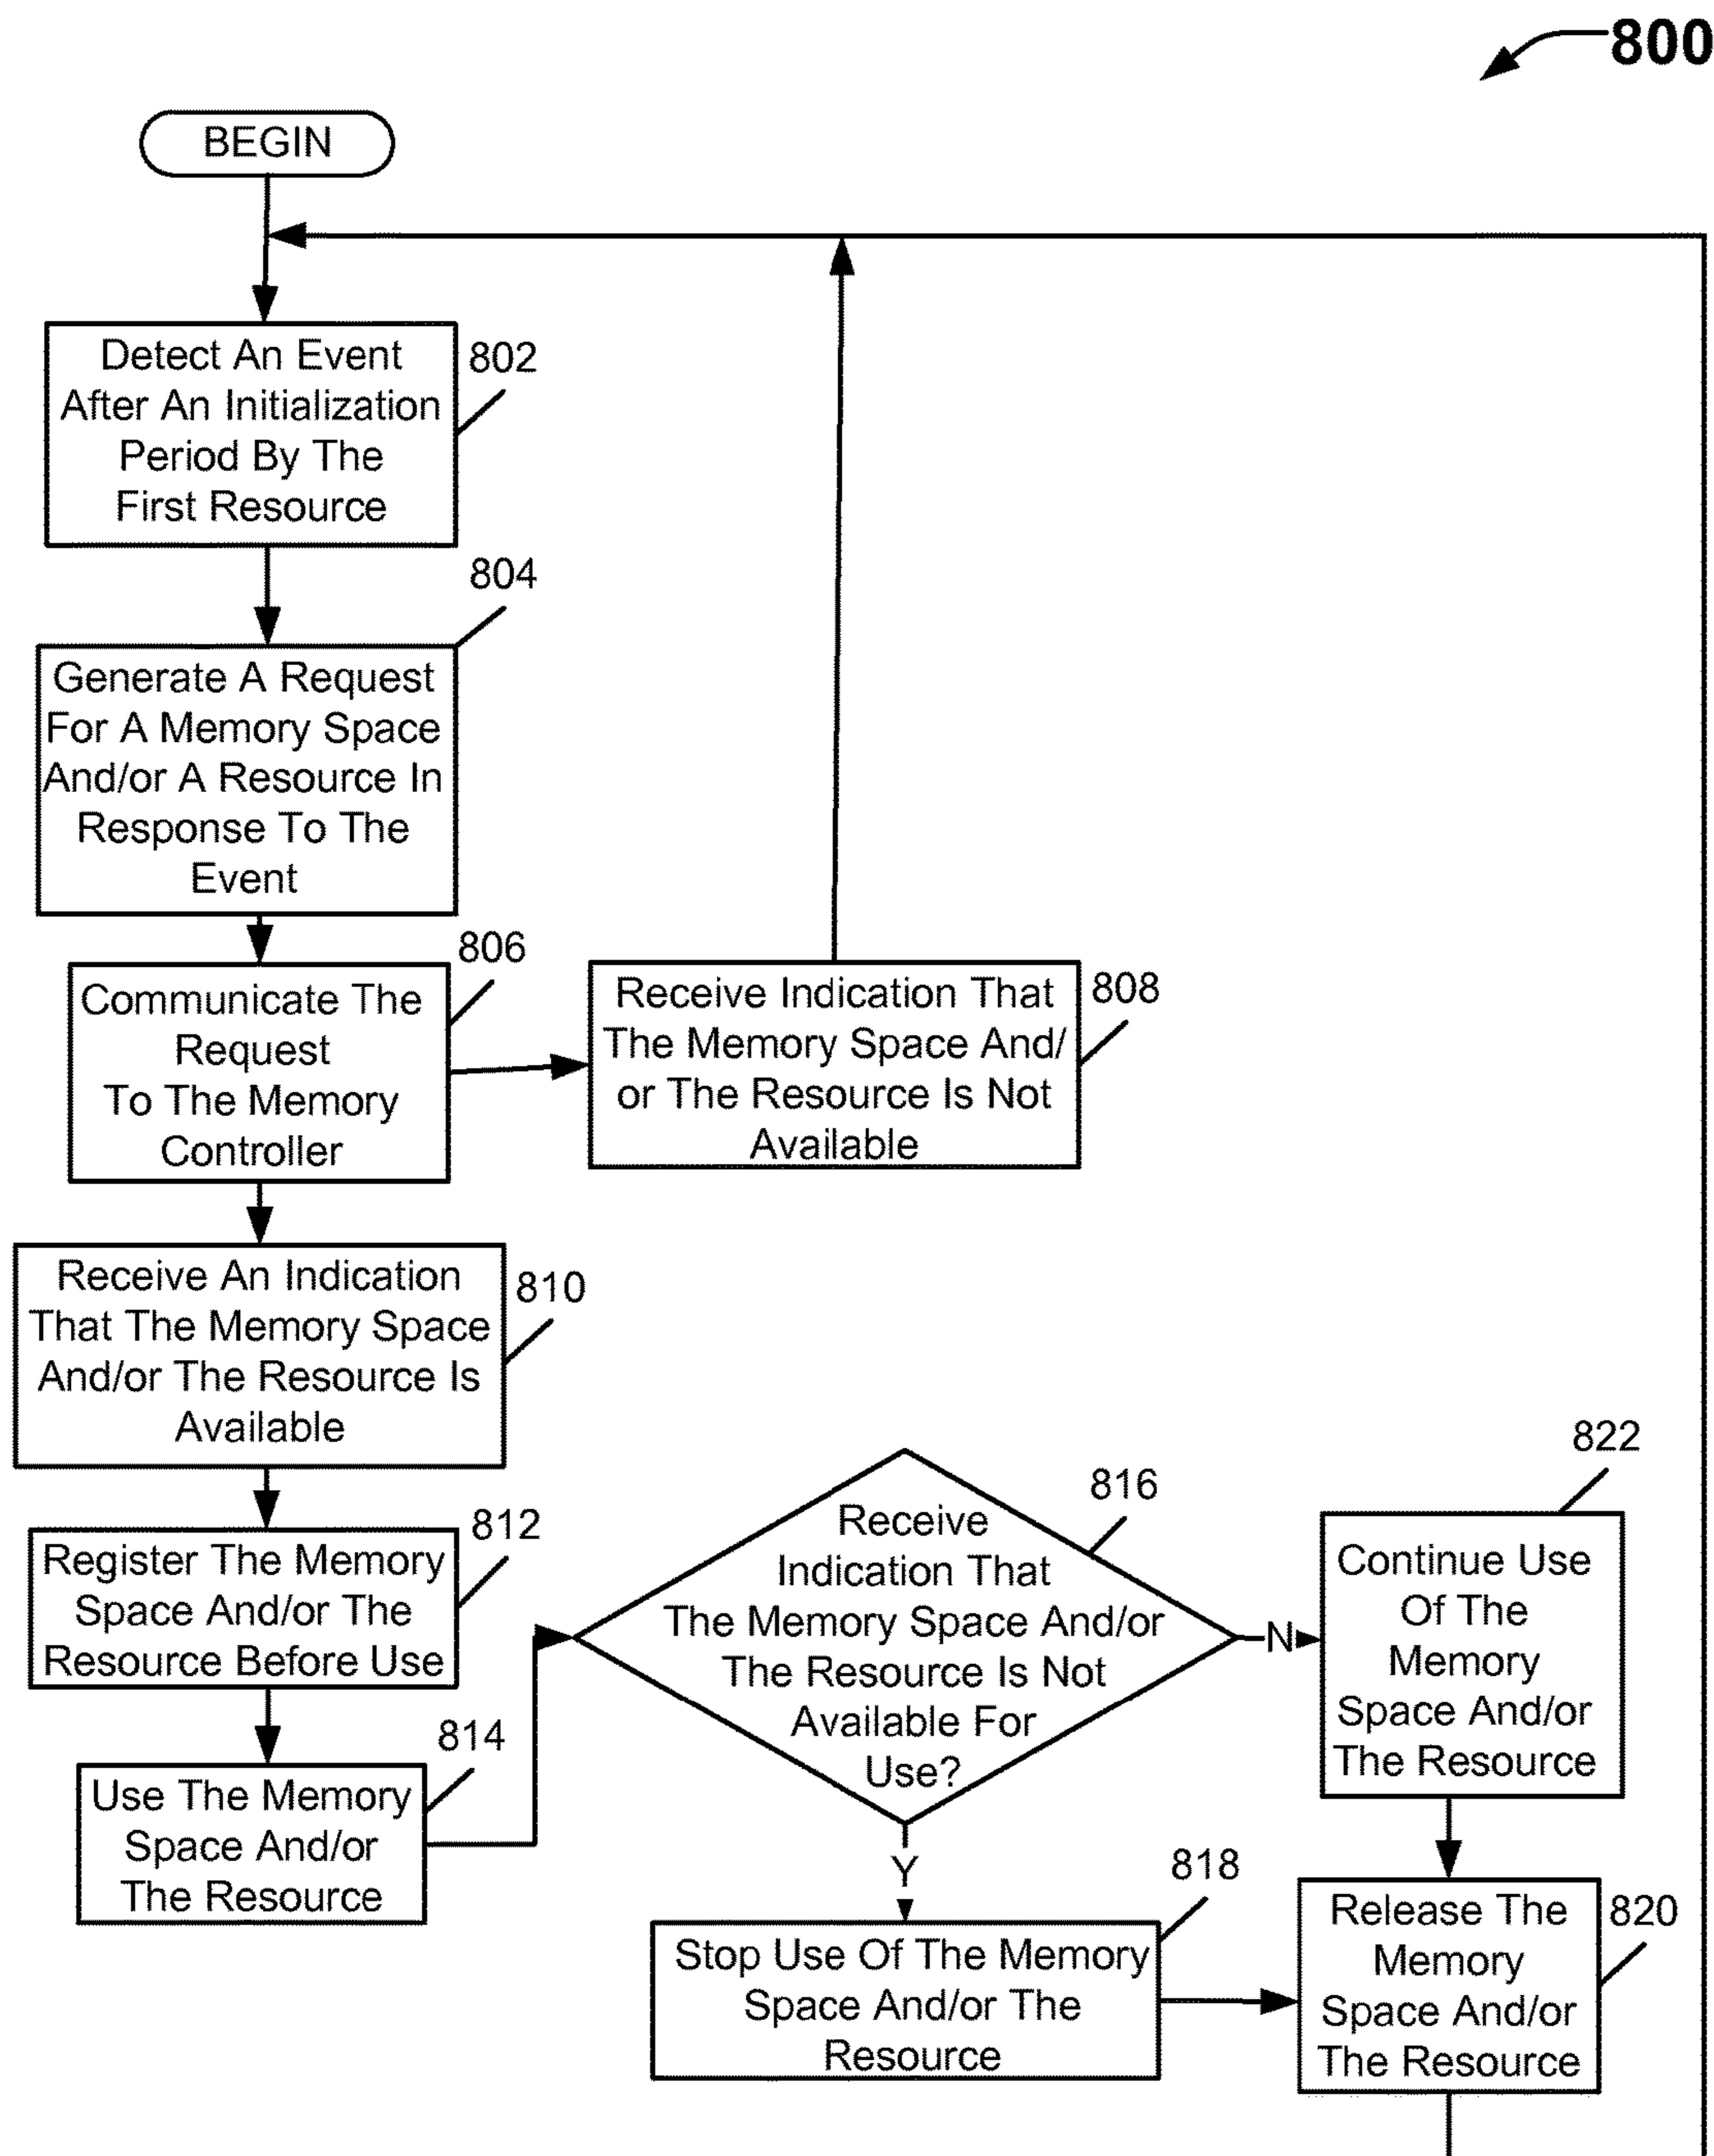 800
BEGIN
Detect An Event
After An Initialization
Period By The
First Resource
802
804
Generate A Request
For A Memory Space
And/or A Resource In
Response To The
Event
806
Communicate The
Request
To The Memory
Controller
Receive Indication That
The Memory Space And/
or The Resource Is Not
Available
808
Receive An Indication
That The Memory Space
And/or The Resource Is
Available
810
Register The Memory
Space And/or The
Resource Before Use
812
Use The Memory
Space And/or
The Resource
814
Receive
Indication That
The Memory Space And/or
The Resource Is Not
Available For
Use?
816
N
Y
822
Continue Use
Of The
Memory
Space And/or
The Resource
Stop Use Of The Memory
Space And/or The
Resource
818
Release The
Memory
Space And/or
The Resource
820